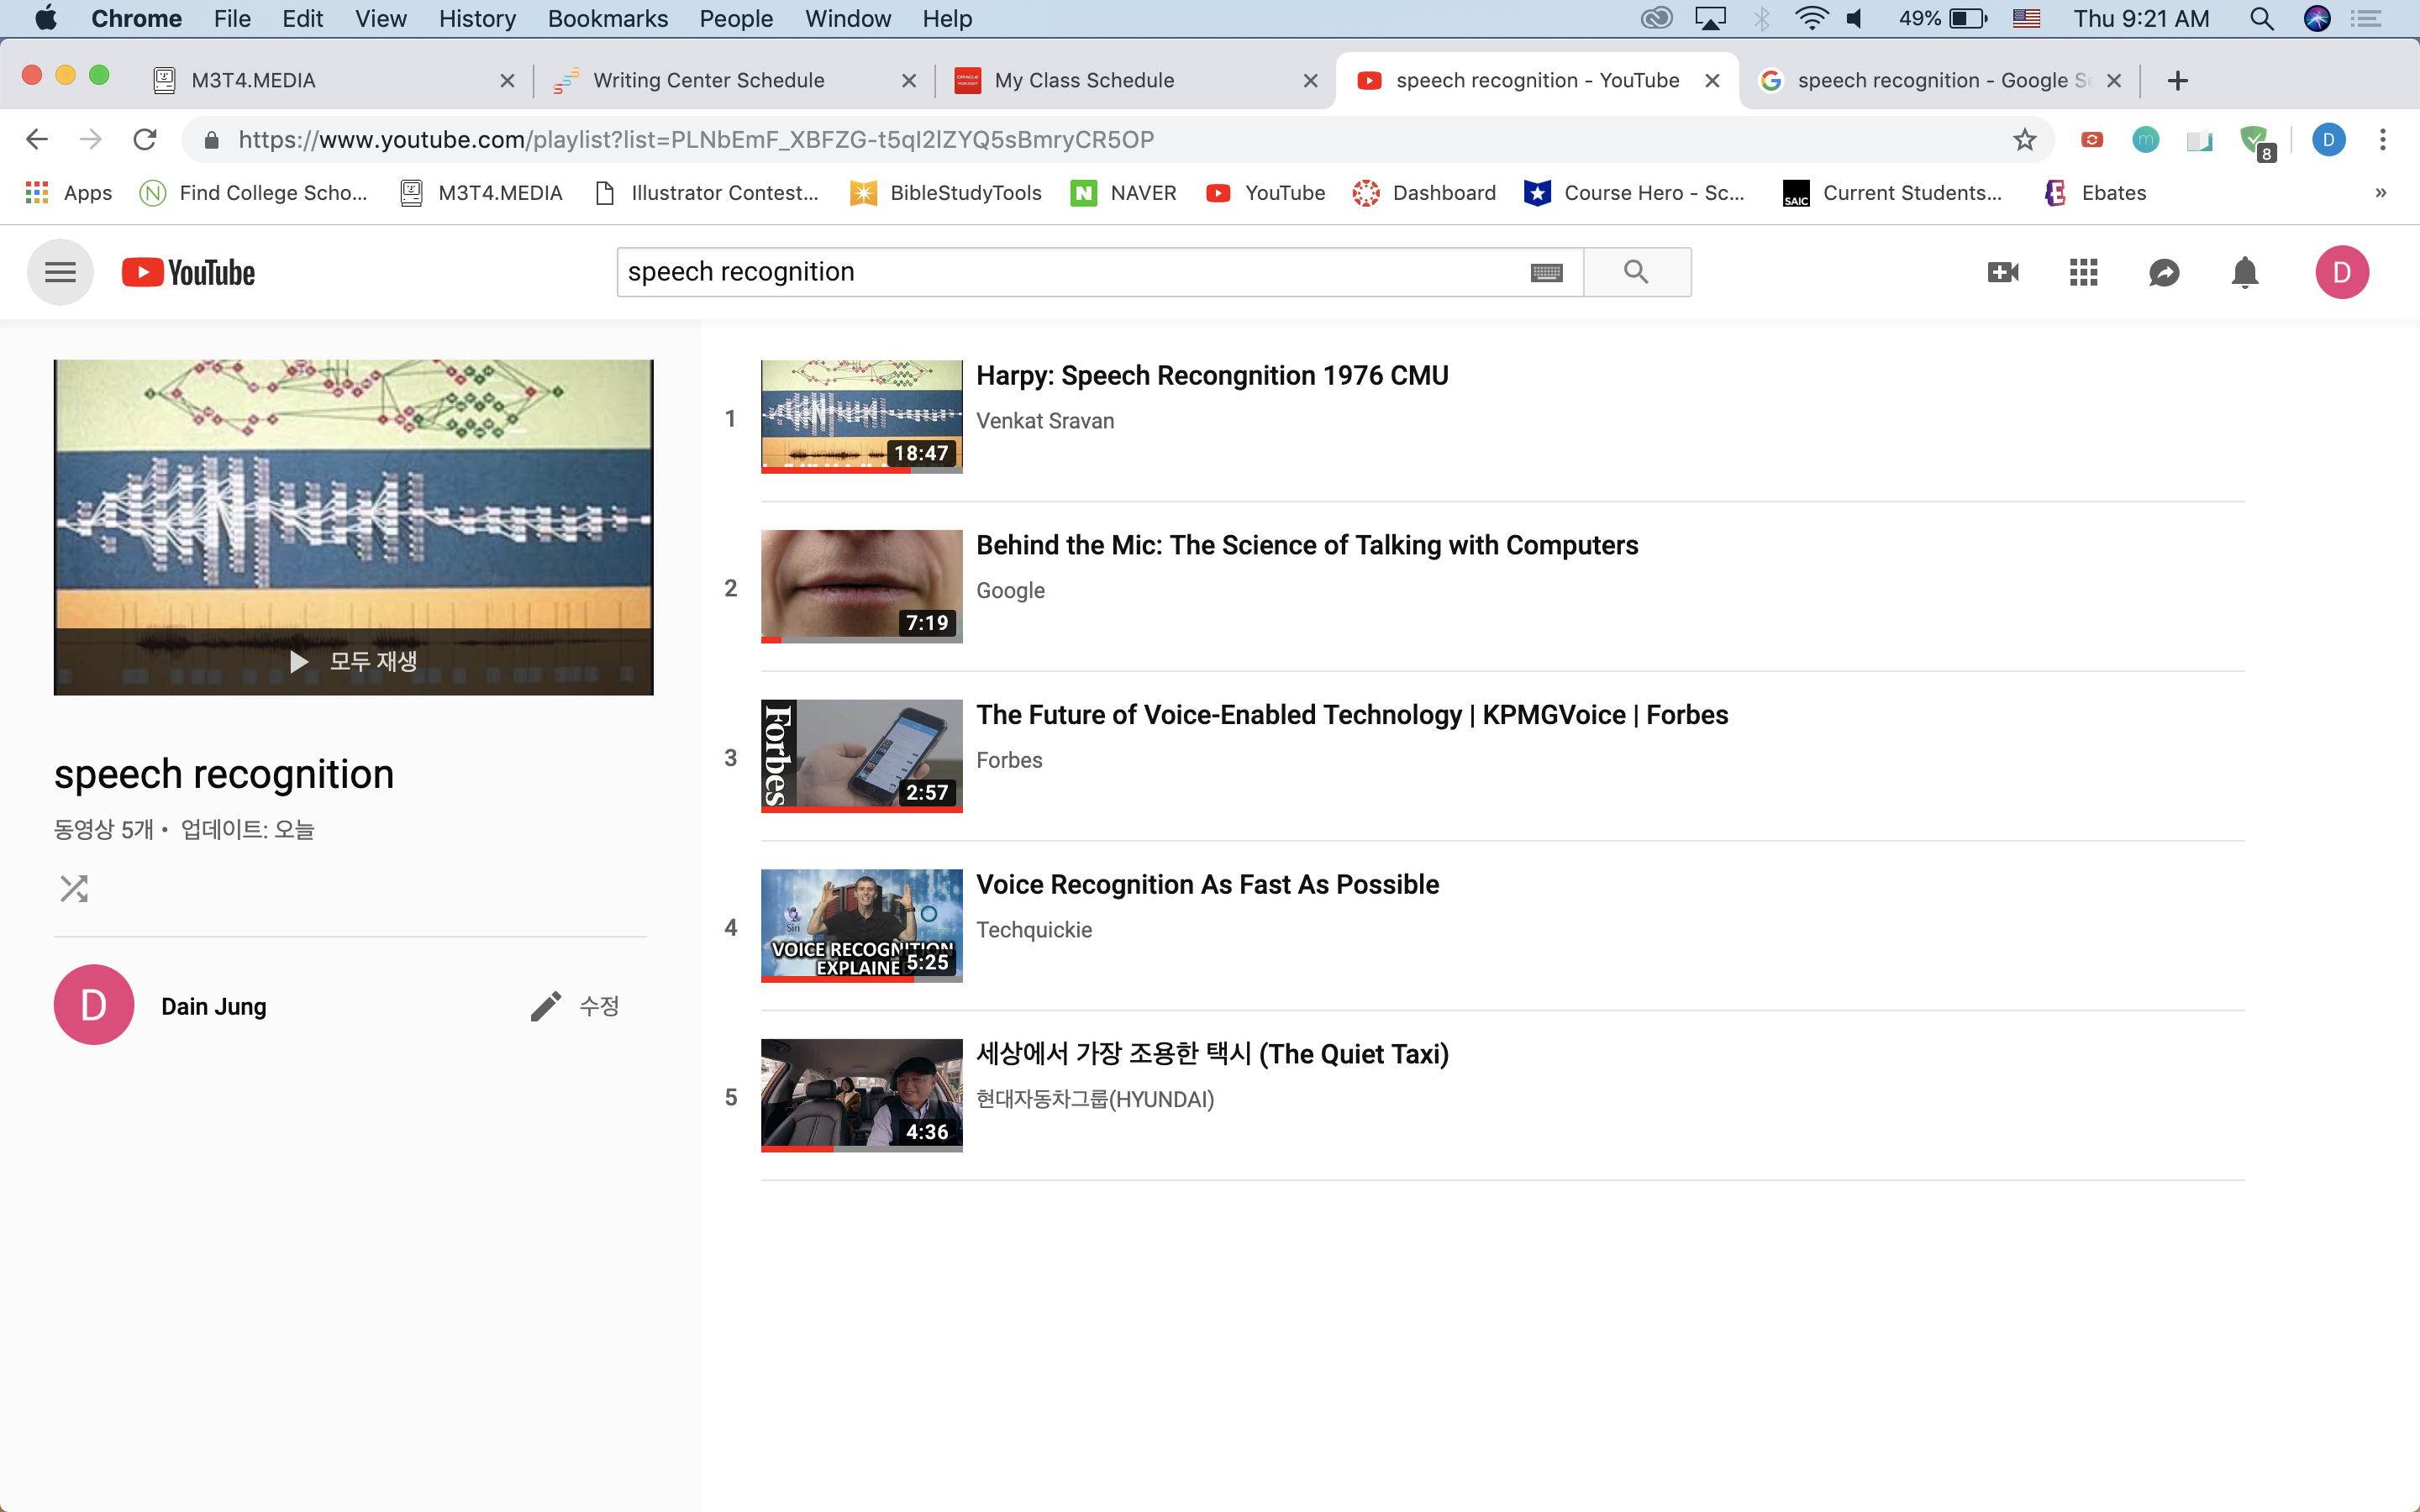 Chrome File Edit View History Bookmarks People Window Help 49% Thu 9:21 AM
M3T4.MEDIA Writing Center Schedule My Class Schedule speech recognition - YouTube speech recognition - Google Se
https://www.youtube.com/playlist?list=PLNbEmF_XBFZG-t5qI2lZYQ5sBmryCR5OP 8 D
Apps Find College Scho... M3T4.MEDIA Illustrator Contest... BibleStudyTools NAVER YouTube Dashboard Course Hero - Sc... SAIC Current Students... Ebates »
YouTube speech recognition D
모두 재생
speech recognition
동영상 5개 • 업데이트: 오늘
D Dain Jung 수정
1 18:47 Harpy: Speech Recongnition 1976 CMU
Venkat Sravan
2 7:19 Behind the Mic: The Science of Talking with Computers
Google
3 Forbes 2:57 The Future of Voice-Enabled Technology | KPMGVoice | Forbes
Forbes
4 Siri VOICE RECOGNITION EXPLAINE 5:25 Voice Recognition As Fast As Possible
Techquickie
5 4:36 세상에서 가장 조용한 택시 (The Quiet Taxi)
현대자동차그룹(HYUNDAI)